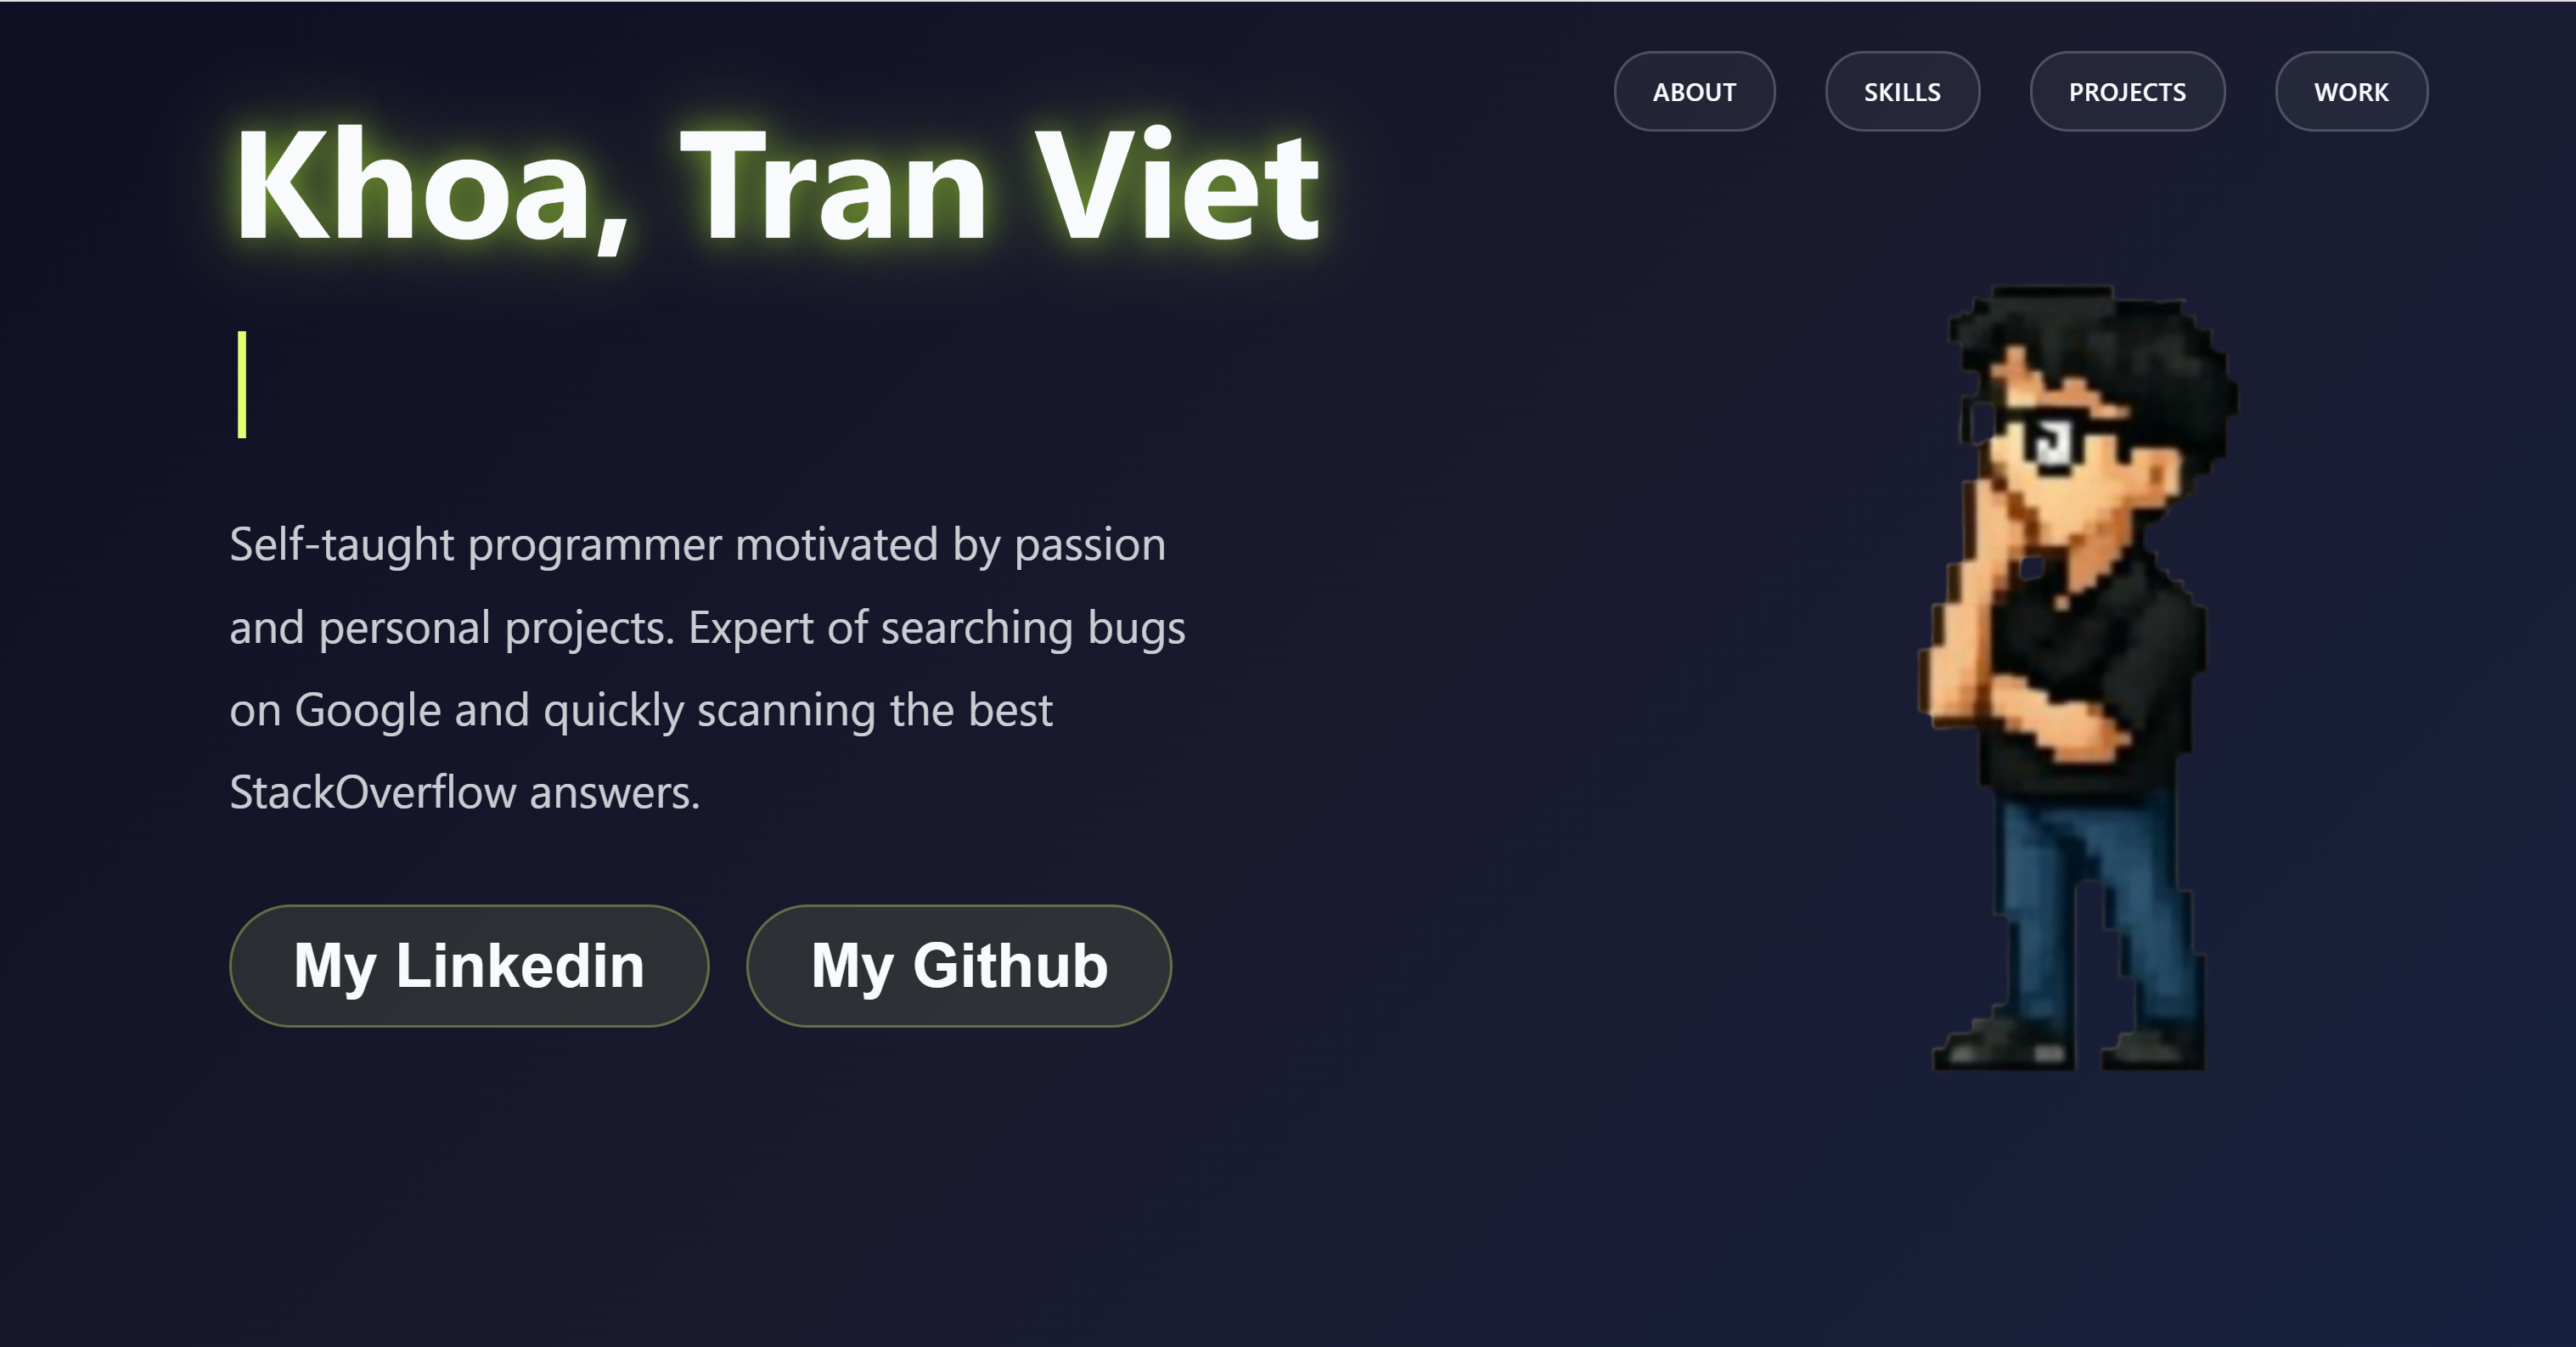 ABOUT
SKILLS
PROJECTS
WORK
Khoa, Tran Viet
Self-taught programmer motivated by passion
and personal projects. Expert of searching bugs
on Google and quickly scanning the best
StackOverflow answers.
My Linkedin
My Github